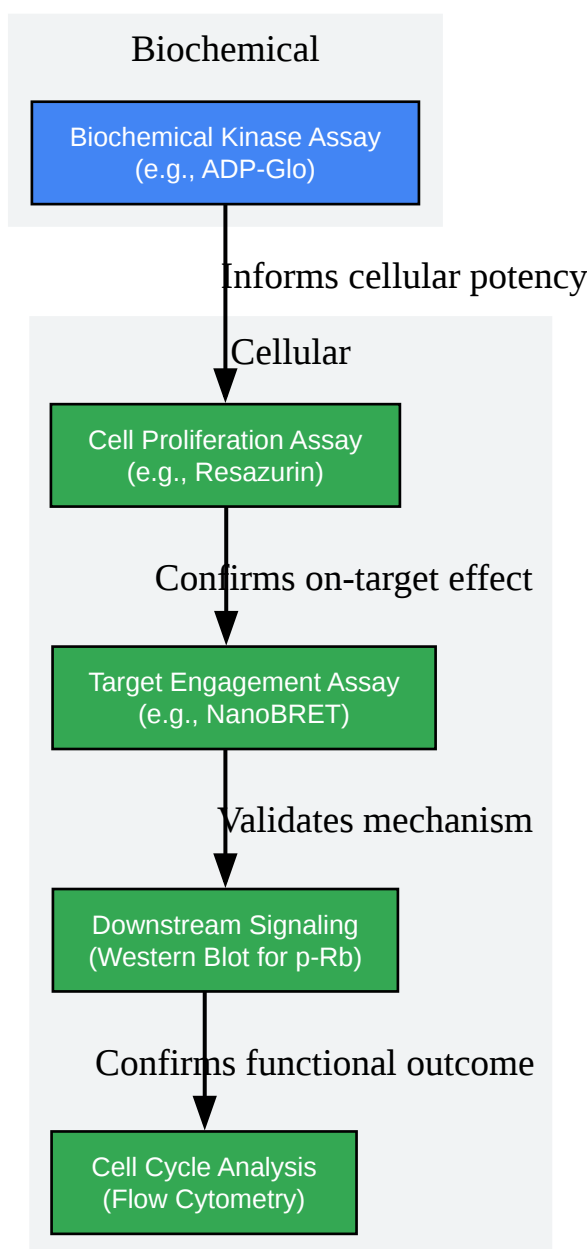 Biochemical
Biochemical Kinase Assay
(e.g., ADP-Glo)
Informs cellular potency
Cellular
Cell Proliferation Assay
(e.g., Resazurin)
Confirms on-target effect
Target Engagement Assay
(e.g., NanoBRET)
Validates mechanism
Downstream Signaling
(Western Blot for p-Rb)
Confirms functional outcome
Cell Cycle Analysis
(Flow Cytometry)